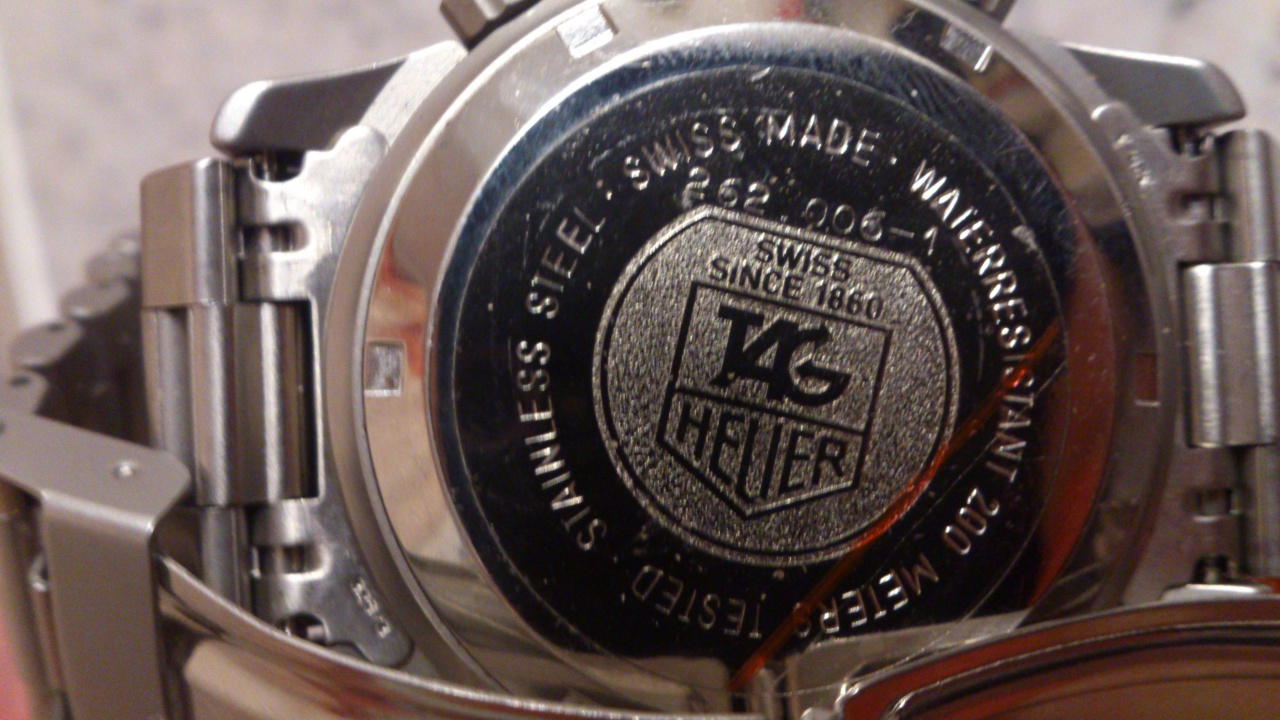 STAINLESS STEEL · SWISS MADE · WATERRESISTANT 200 METERS TESTED
262.006-1
SWISS
SINCE 1860
TAG
HEUER